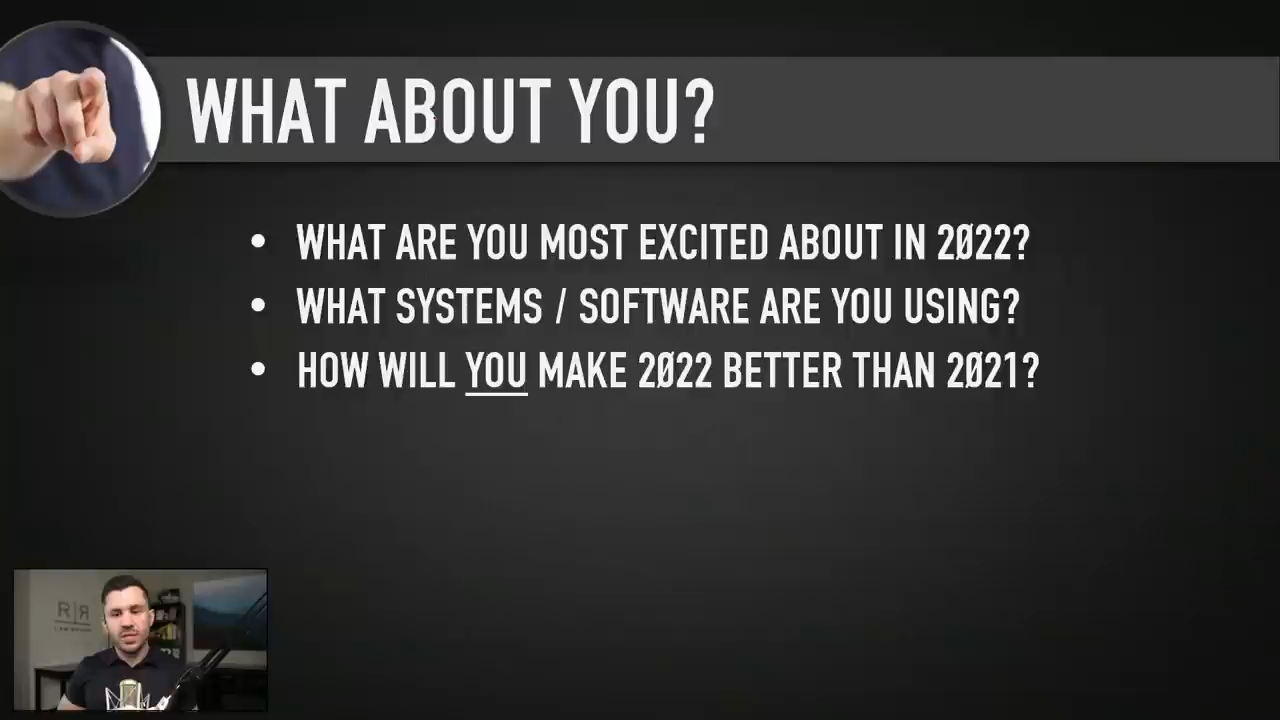 WHAT ABOUT YOU?
• WHAT ARE YOU MOST EXCITED ABOUT IN 2022?
• WHAT SYSTEMS / SOFTWARE ARE YOU USING?
• HOW WILL YOU MAKE 2022 BETTER THAN 2021?
R|R